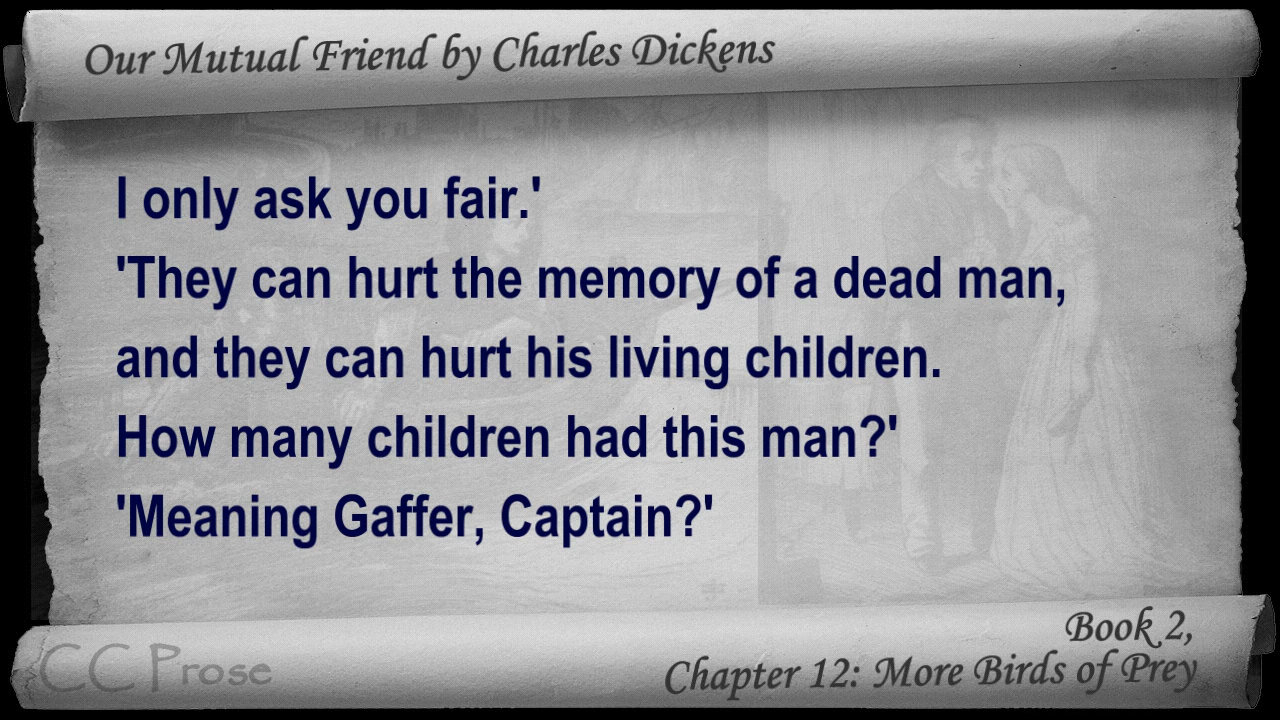 Our Mutual Friend by Charles Dickens
I only ask you fair.'
'They can hurt the memory of a dead man,
and they can hurt his living children.
How many children had this man?'
'Meaning Gaffer, Captain?'
Book 2,
Chapter 12: More Birds of Prey
CC Prose